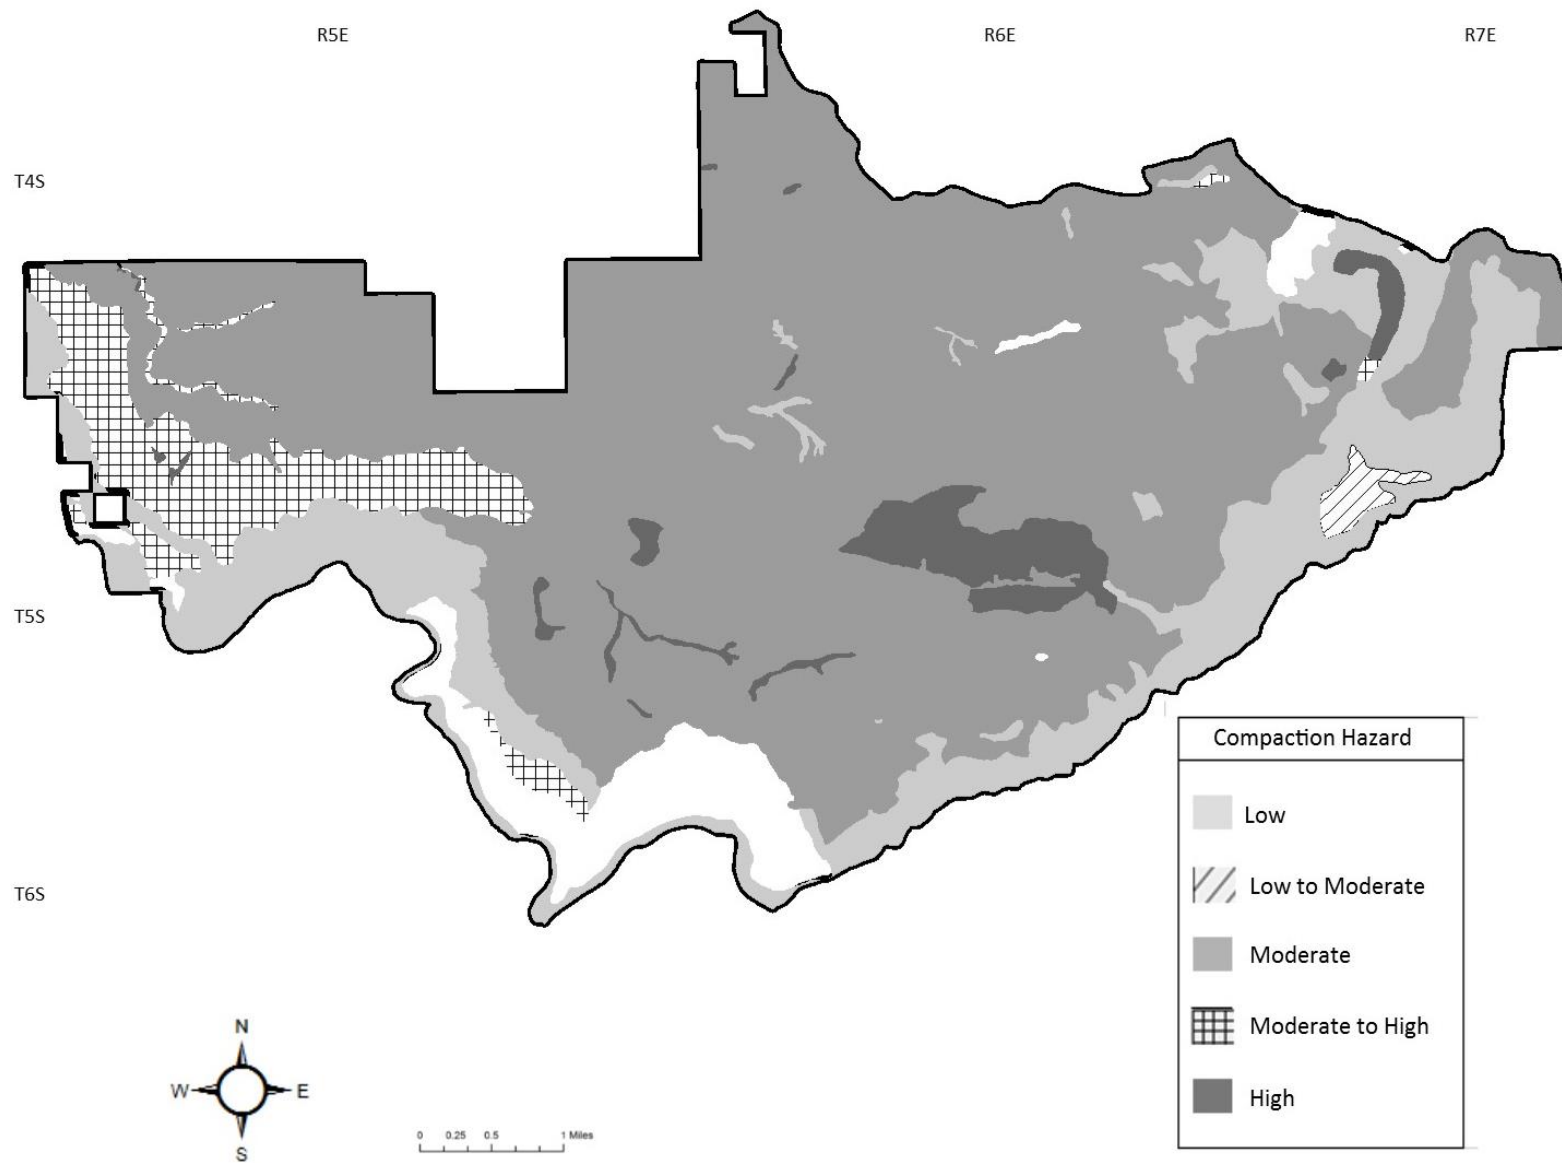 R5E
R6E
R7E
T4S
T5S
T6S
Compaction Hazard
Low
Low to Moderate
Moderate
Moderate to High
High
N
W
E
S
0 0.25 0.5 1 Miles